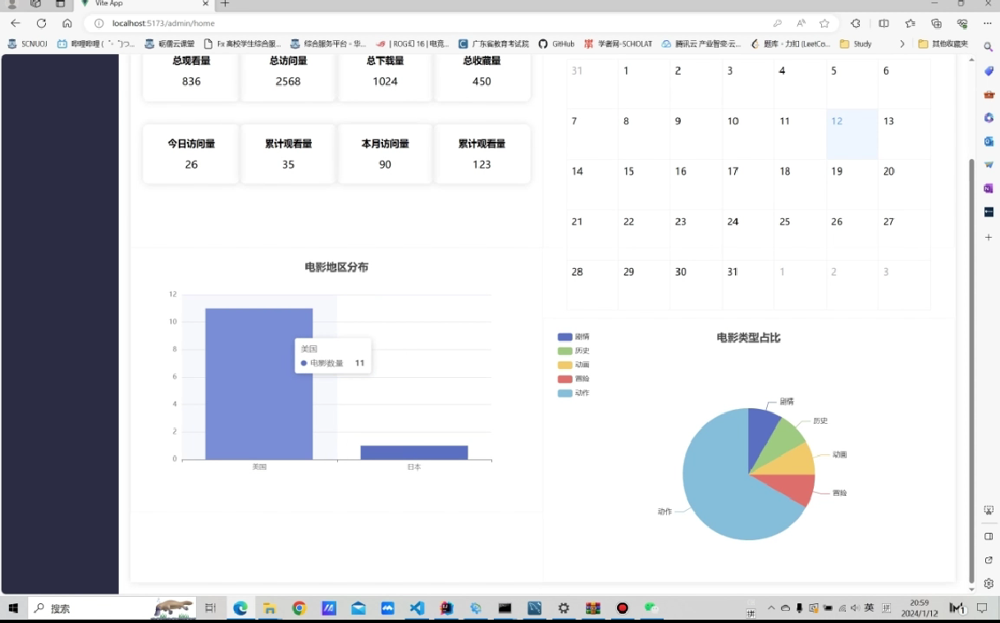 Vite App
localhost:5173/admin/home
SCNUOJ
砺儒云课堂
高校学生综合服...
综合服务平台 - 华...
ROG幻16 | 电竞...
广东省教育考试院
GitHub
学者网-SCHOLAT
腾讯云 产业智变·云...
题库 - 力扣 (LeetCo...
Study
其他收藏夹
总观看量 总访问量 总下载量 总收藏量
836 2568 1024 450
今日访问量 累计观看量 本月访问量 累计观看量
26 35 90 123
31 1 2 3 4 5 6
7 8 9 10 11 12 13
14 15 16 17 18 19 20
21 22 23 24 25 26 27
28 29 30 31 1 2 3
电影地区分布
12
10
8
6
4
2
0
美国
电影数量 11
美国 日本
电影类型占比
剧情
历史
动画
冒险
动作
剧情
历史
动画
冒险
动作
搜索
英
拼
20:59
2024/1/12
1
拼